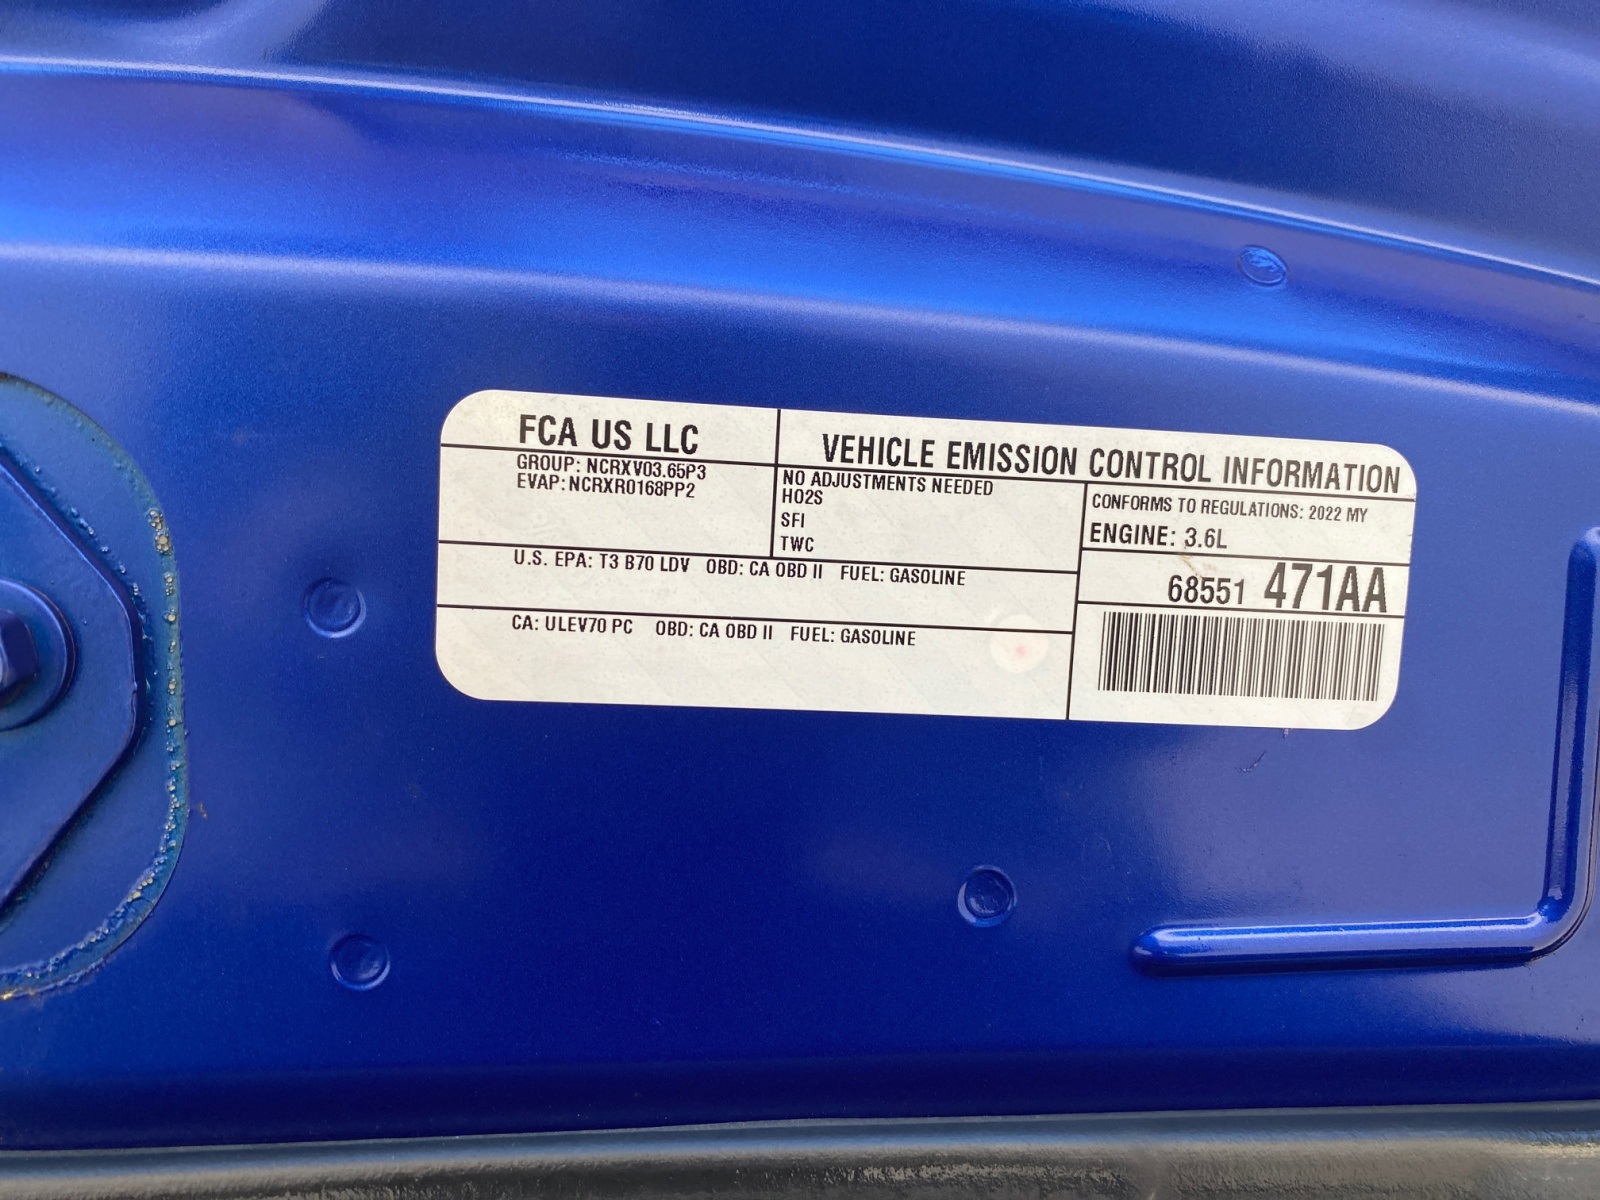 FCA US LLC
GROUP: NCRXV03.65P3
EVAP: NCRXR0168PP2
VEHICLE EMISSION CONTROL INFORMATION
NO ADJUSTMENTS NEEDED
HO2S
SFI
TWC
CONFORMS TO REGULATIONS: 2022 MY
ENGINE: 3.6L
U.S. EPA: T3 B70 LDV OBD: CA OBD II FUEL: GASOLINE
68551 471AA
CA: ULEV70 PC OBD: CA OBD II FUEL: GASOLINE